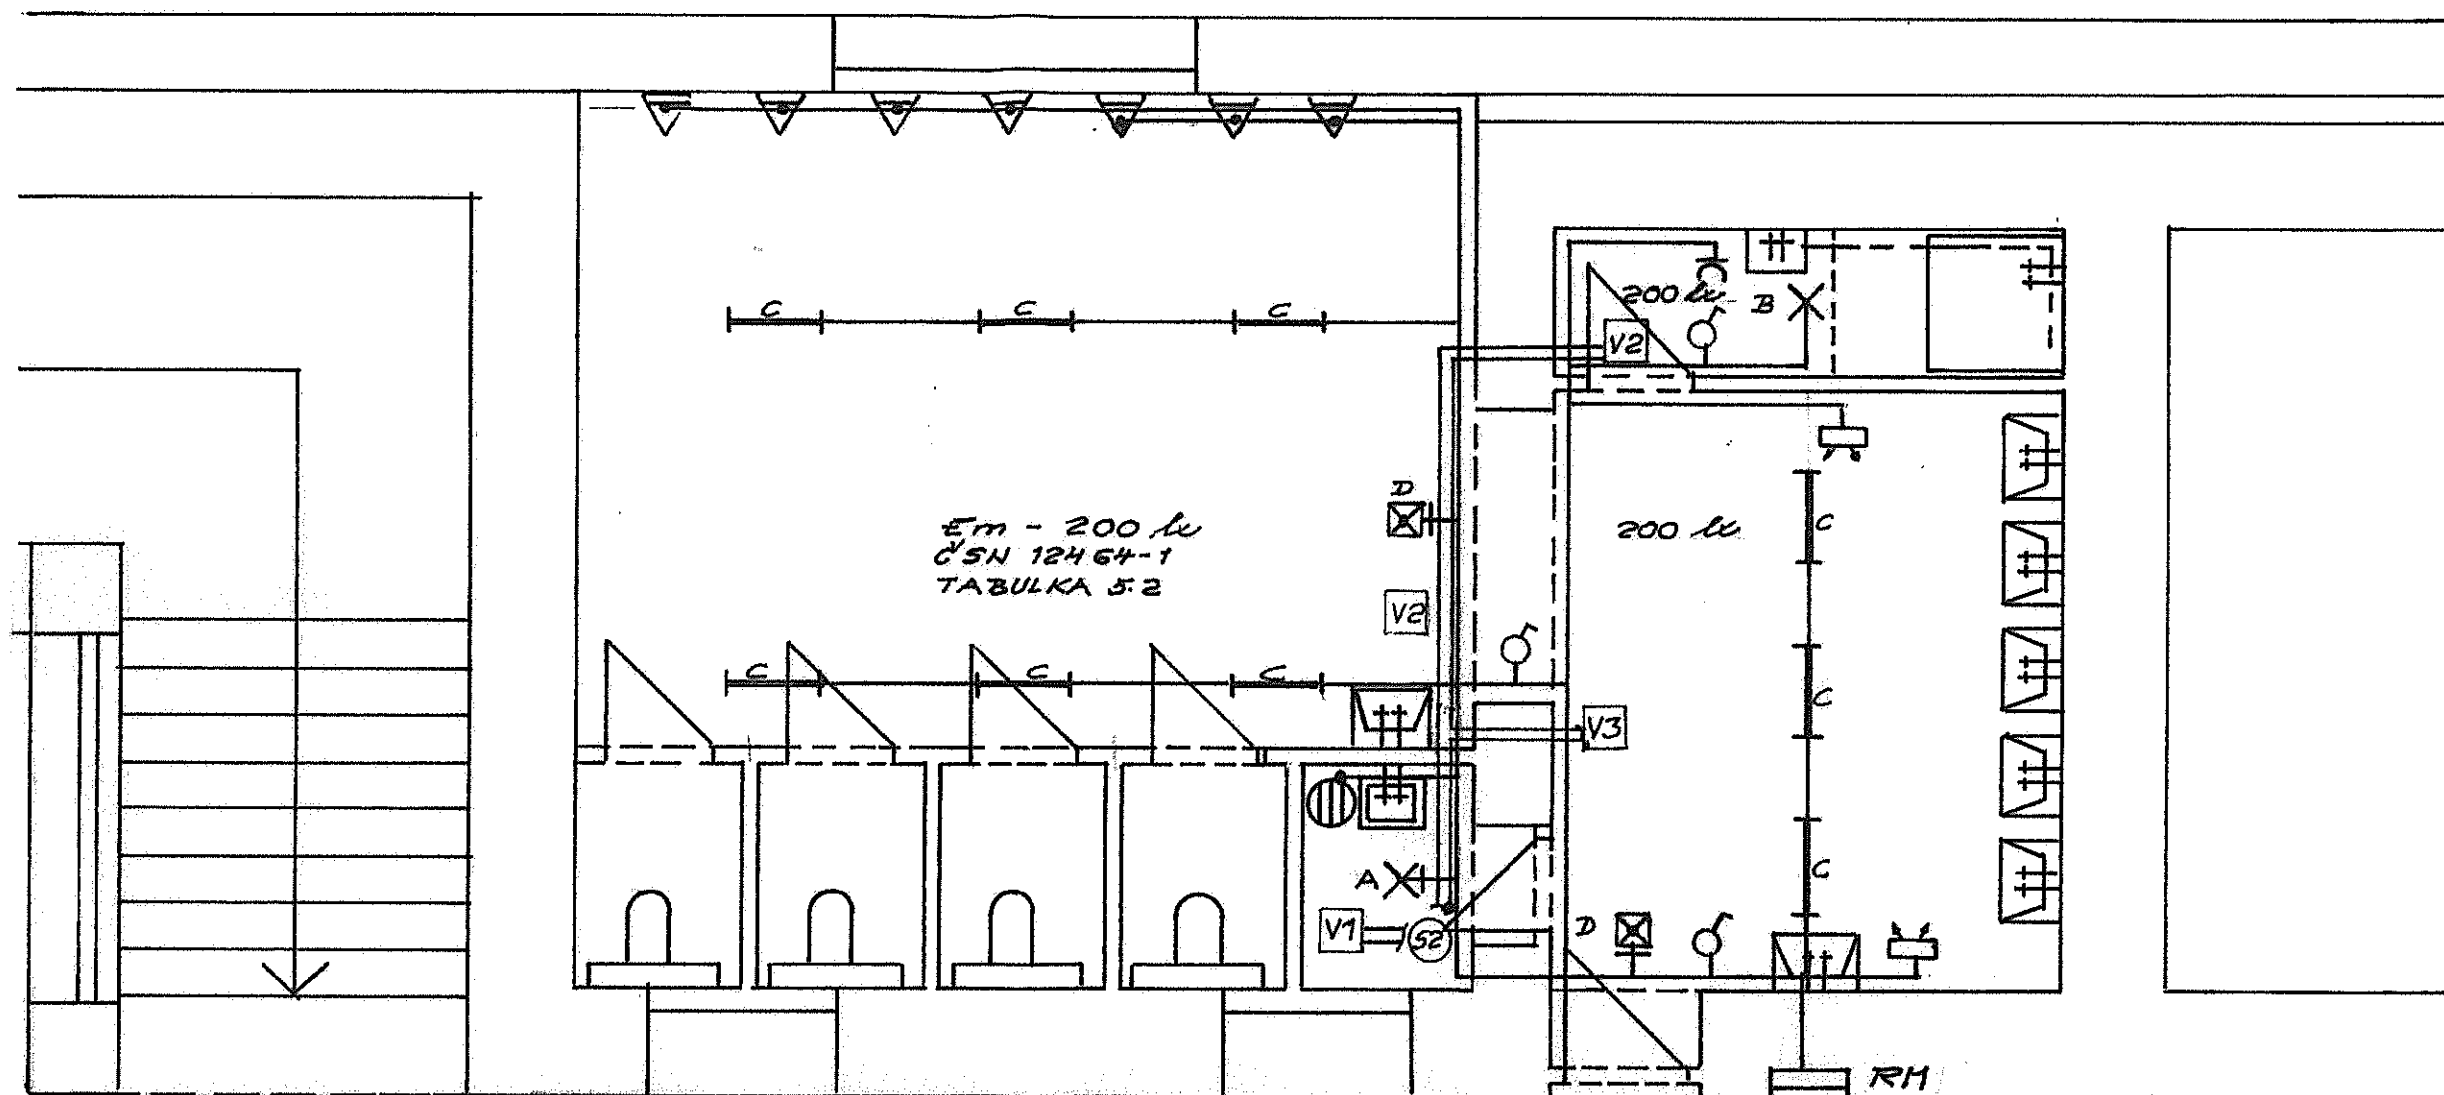 C C C
200 lx B
V2
D
C
Em - 200 lx
ČSN 12464-1
TABULKA 5.2
200 lx
V2
C C C
C
V3
C
A
V1 S2
D
RM